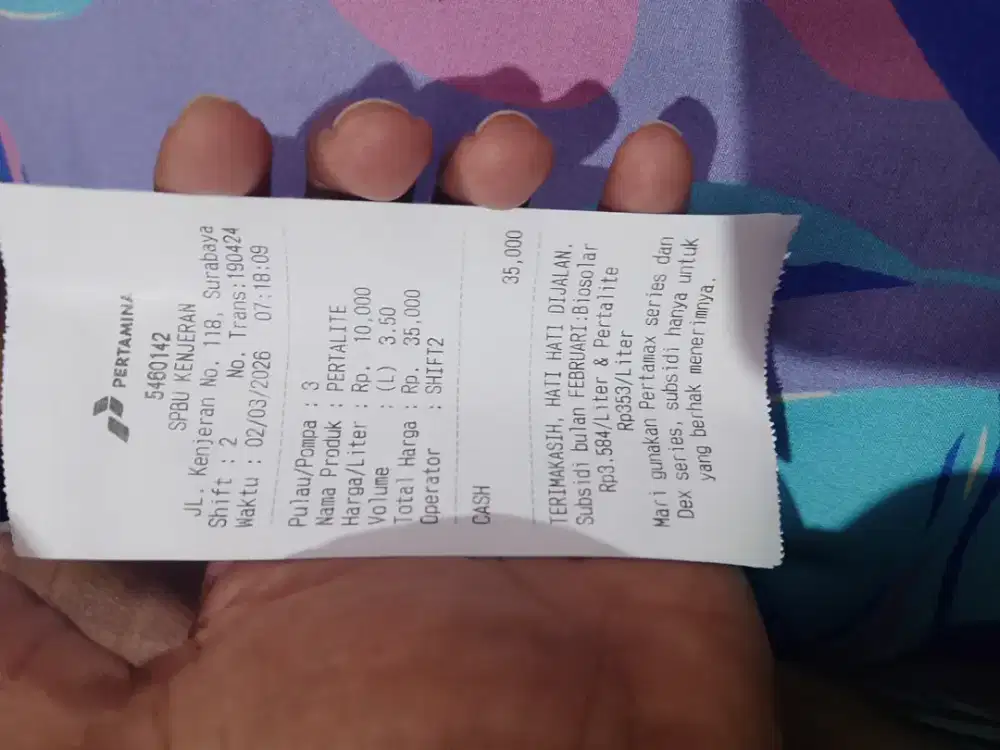 PERTAMINA
5460142
SPBU KENJERAN
JL. Kenjeran No. 118, Surabaya
Shift : 2 No. Trans:190424
Waktu : 02/03/2026 07:18:09
Pulau/Pompa : 3
Nama Produk : PERTALITE
Harga/Liter : Rp. 10,000
Volume : (L) 3.50
Total Harga : Rp. 35,000
Operator : SHIFT2
CASH 35,000
TERIMAKASIH, HATI HATI DIJALAN.
Subsidi bulan FEBRUARI:Biosolar
Rp3.584/Liter & Pertalite
Rp353/Liter
Mari gunakan Pertamax series dan
Dex series, subsidi hanya untuk
yang berhak menerimnya.